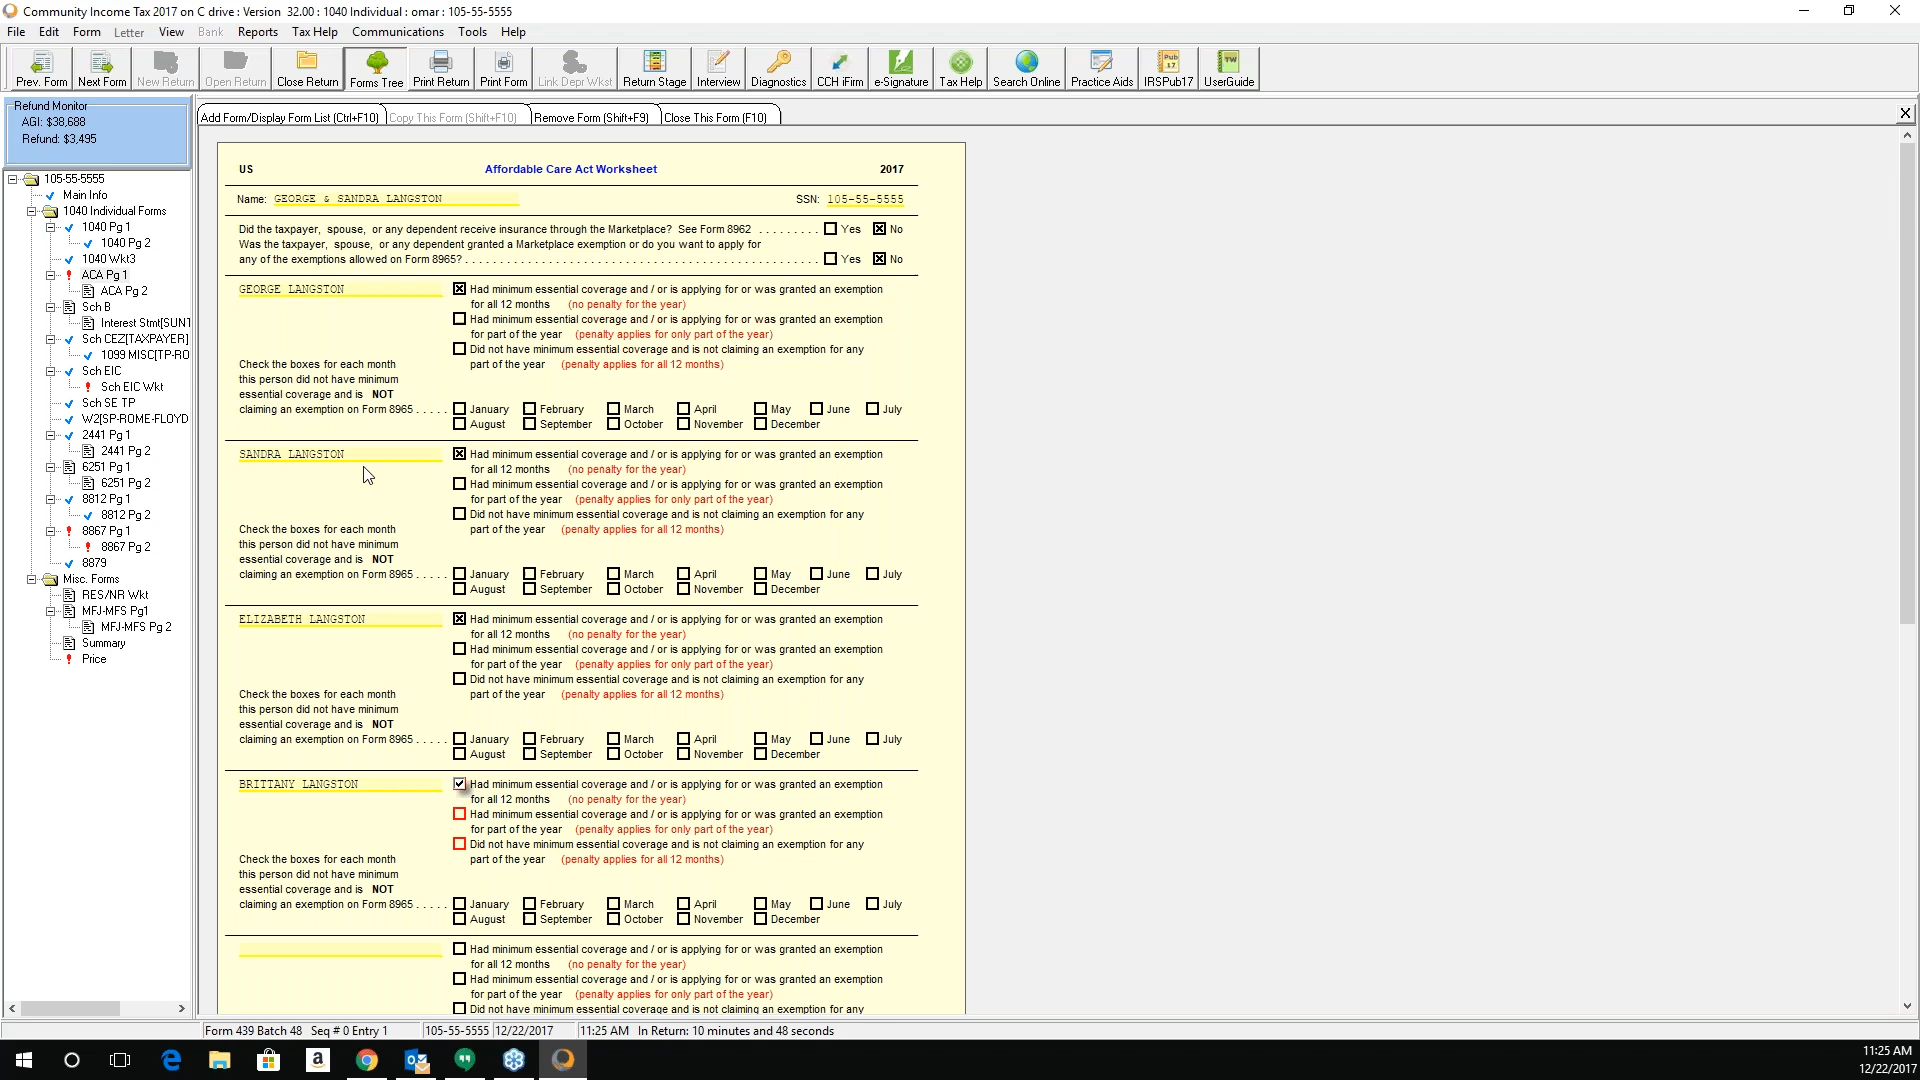 Community Income Tax 2017 on C drive : Version 32.00 : 1040 Individual : omar : 105-55-5555
File Edit Form Letter View Bank Reports Tax Help Communications Tools Help
Prev. Form Next Form New Return Open Return Close Return Forms Tree Print Return Print Form Link Depr Wkst Return Stage Interview Diagnostics CCH iFirm e-Signature Tax Help Search Online Practice Aids IRSPub17 UserGuide
Refund Monitor
AGI: $38,688
Refund: $3,495
105-55-5555
Main Info
1040 Individual Forms
1040 Pg 1
1040 Pg 2
1040 Wkt3
ACA Pg 1
ACA Pg 2
Sch B
Interest Stmt[SUNT
Sch CEZ[TAXPAYER]
1099 MISC[TP-RO
Sch EIC
Sch EIC Wkt
Sch SE TP
W2[SP-ROME-FLOYD
2441 Pg 1
2441 Pg 2
6251 Pg 1
6251 Pg 2
8812 Pg 1
8812 Pg 2
8867 Pg 1
8867 Pg 2
8879
Misc. Forms
RES/NR Wkt
MFJ-MFS Pg1
MFJ-MFS Pg 2
Summary
Price
Add Form/Display Form List (Ctrl+F10) Copy This Form (Shift+F10) Remove Form (Shift+F9) Close This Form (F10)
US Affordable Care Act Worksheet 2017
Name: GEORGE & SANDRA LANGSTON SSN: 105-55-5555
Did the taxpayer, spouse, or any dependent receive insurance through the Marketplace? See Form 8962 . . . . . . . . . Yes No
Was the taxpayer, spouse, or any dependent granted a Marketplace exemption or do you want to apply for
any of the exemptions allowed on Form 8965? . . . . . . . . . . . . . . . . . . . . . . . . . . . . . . . . . . . . . . . . . . . . . . . . . . . . . Yes No
GEORGE LANGSTON Had minimum essential coverage and / or is applying for or was granted an exemption
for all 12 months (no penalty for the year)
Had minimum essential coverage and / or is applying for or was granted an exemption
for part of the year (penalty applies for only part of the year)
Did not have minimum essential coverage and is not claiming an exemption for any
Check the boxes for each month part of the year (penalty applies for all 12 months)
this person did not have minimum
essential coverage and is NOT
claiming an exemption on Form 8965 . . . . . January February March April May June July
August September October November December
SANDRA LANGSTON Had minimum essential coverage and / or is applying for or was granted an exemption
for all 12 months (no penalty for the year)
Had minimum essential coverage and / or is applying for or was granted an exemption
for part of the year (penalty applies for only part of the year)
Did not have minimum essential coverage and is not claiming an exemption for any
Check the boxes for each month part of the year (penalty applies for all 12 months)
this person did not have minimum
essential coverage and is NOT
claiming an exemption on Form 8965 . . . . . January February March April May June July
August September October November December
ELIZABETH LANGSTON Had minimum essential coverage and / or is applying for or was granted an exemption
for all 12 months (no penalty for the year)
Had minimum essential coverage and / or is applying for or was granted an exemption
for part of the year (penalty applies for only part of the year)
Did not have minimum essential coverage and is not claiming an exemption for any
Check the boxes for each month part of the year (penalty applies for all 12 months)
this person did not have minimum
essential coverage and is NOT
claiming an exemption on Form 8965 . . . . . January February March April May June July
August September October November December
BRITTANY LANGSTON Had minimum essential coverage and / or is applying for or was granted an exemption
for all 12 months (no penalty for the year)
Had minimum essential coverage and / or is applying for or was granted an exemption
for part of the year (penalty applies for only part of the year)
Did not have minimum essential coverage and is not claiming an exemption for any
Check the boxes for each month part of the year (penalty applies for all 12 months)
this person did not have minimum
essential coverage and is NOT
claiming an exemption on Form 8965 . . . . . January February March April May June July
August September October November December
Had minimum essential coverage and / or is applying for or was granted an exemption
for all 12 months (no penalty for the year)
Had minimum essential coverage and / or is applying for or was granted an exemption
for part of the year (penalty applies for only part of the year)
Did not have minimum essential coverage and is not claiming an exemption for any
Form 439 Batch 48 Seq # 0 Entry 1 105-55-5555 12/22/2017 11:25 AM In Return: 10 minutes and 48 seconds
11:25 AM
12/22/2017